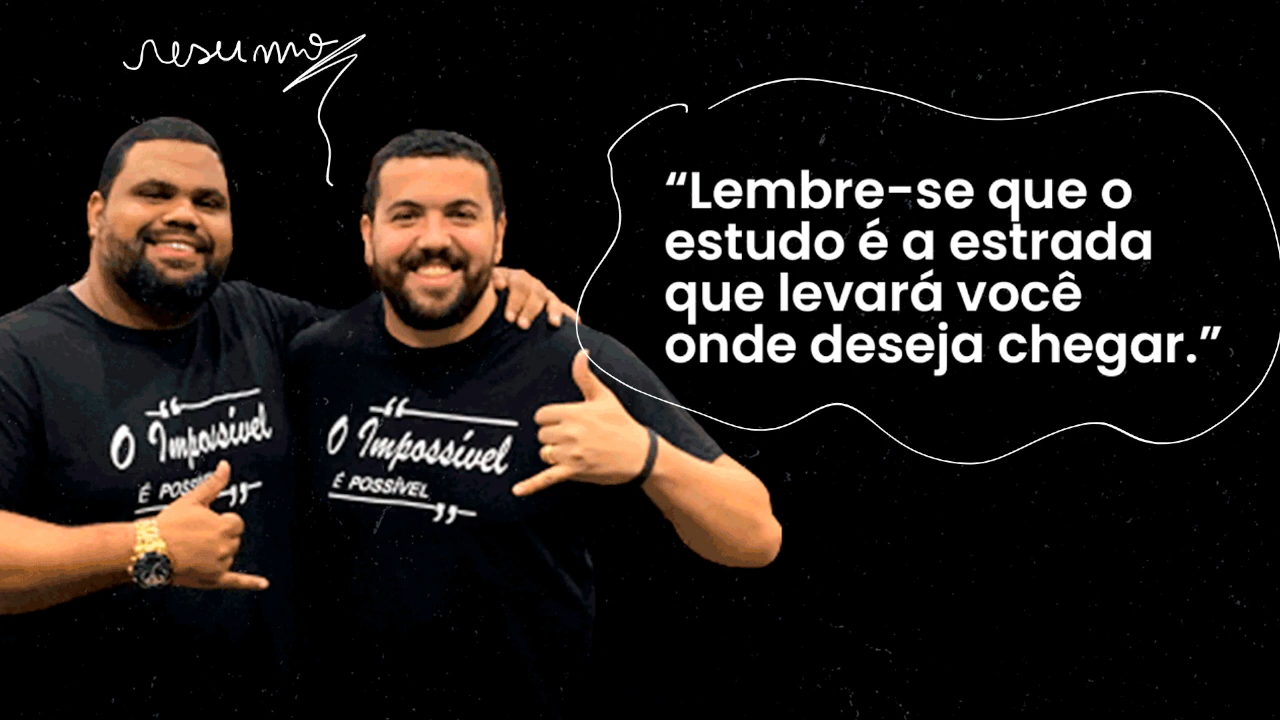 resumo
“Lembre-se que o
estudo é a estrada
que levará você
onde deseja chegar.”
“
O Impossível
É POSSÍVEL
”
“
O Impossível
É POSSÍVEL
”